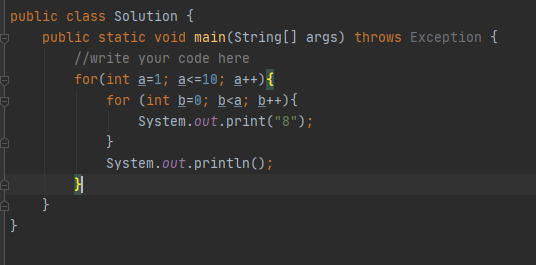 public class Solution {
    public static void main(String[] args) throws Exception {
        //write your code here
        for(int a=1; a<=10; a++){
            for (int b=0; b<a; b++){
                System.out.print("8");
            }
            System.out.println();
        }
    }
}